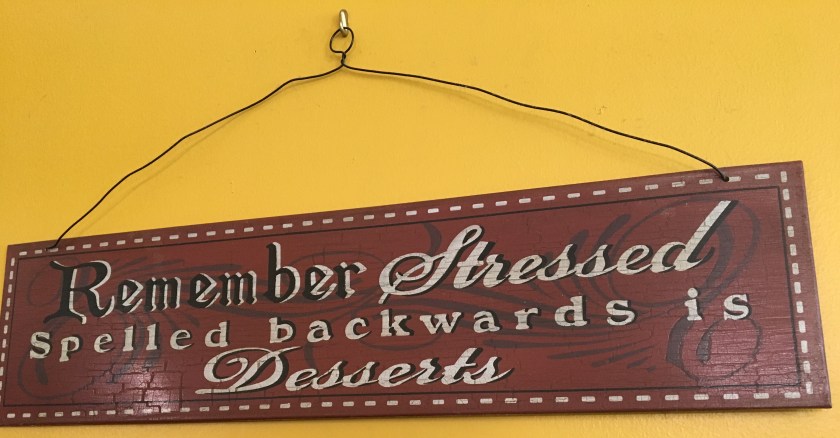 Remember Stressed
Spelled backwards is
Desserts